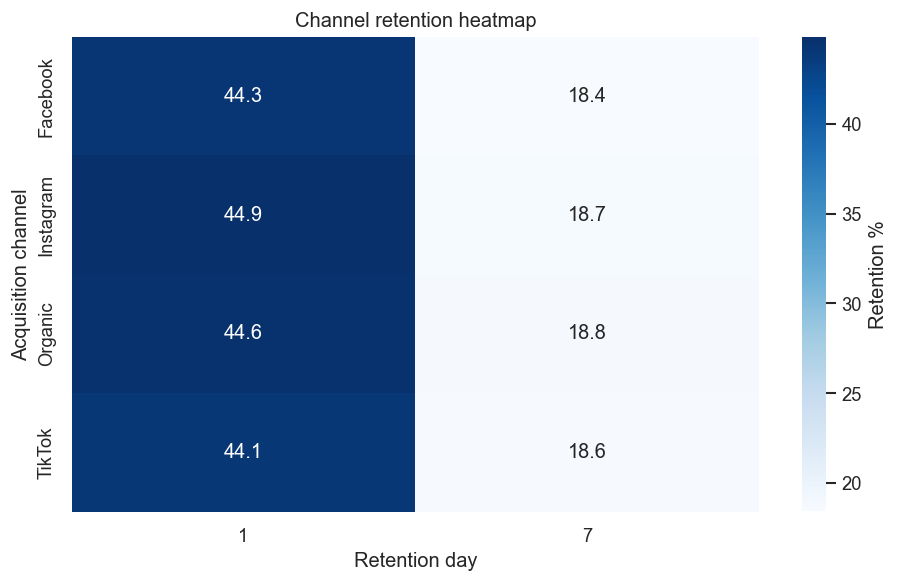 Channel retention heatmap
Acquisition channel
Facebook
44.3
18.4
Instagram
44.9
18.7
Organic
44.6
18.8
TikTok
44.1
18.6
1
7
Retention day
40
35
30
25
20
Retention %